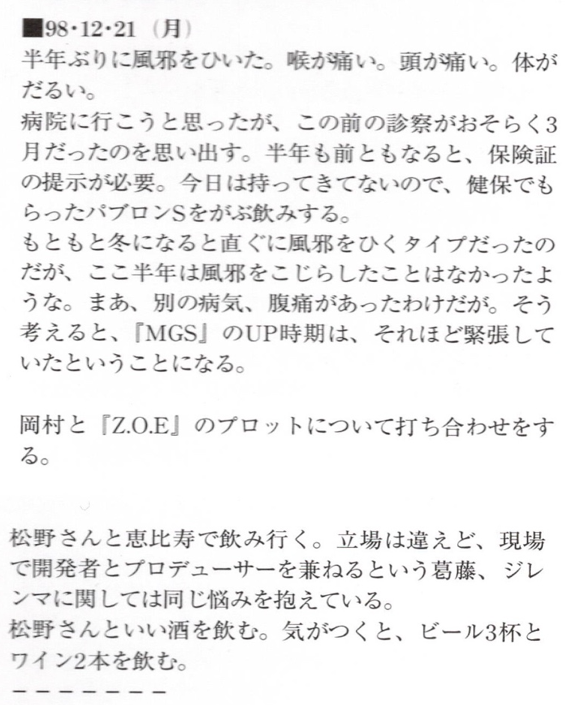 ■98・12・21（月）
半年ぶりに風邪をひいた。喉が痛い。頭が痛い。体が
だるい。
病院に行こうと思ったが、この前の診察がおそらく3
月だったのを思い出す。半年も前ともなると、保険証
の提示が必要。今日は持ってきてないので、健保でも
らったパブロンSをがぶ飲みする。
もともと冬になると直ぐに風邪をひくタイプだったの
だが、ここ半年は風邪をこじらしたことはなかったよ
うな。まあ、別の病気、腹痛があったわけだが。そう
考えると、『MGS』のUP時期は、それほど緊張して
いたということになる。
岡村と『Z.O.E』のプロットについて打ち合わせをす
る。
松野さんと恵比寿で飲み行く。立場は違えど、現場
で開発者とプロデューサーを兼ねるという葛藤、ジレ
ンマに関しては同じ悩みを抱えている。
松野さんといい酒を飲む。気がつくと、ビール3杯と
ワイン2本を飲む。
－－－－－－－